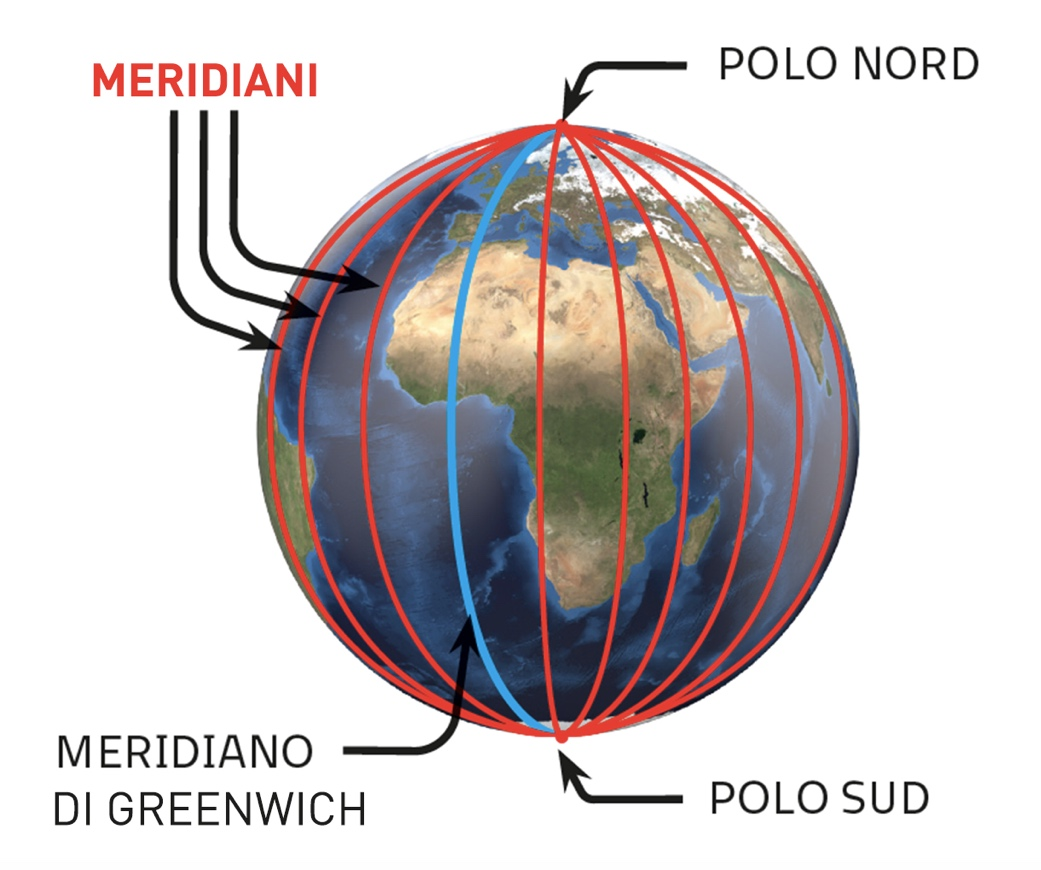 POLO NORD
MERIDIANI
MERIDIANO
DI GREENWICH
POLO SUD